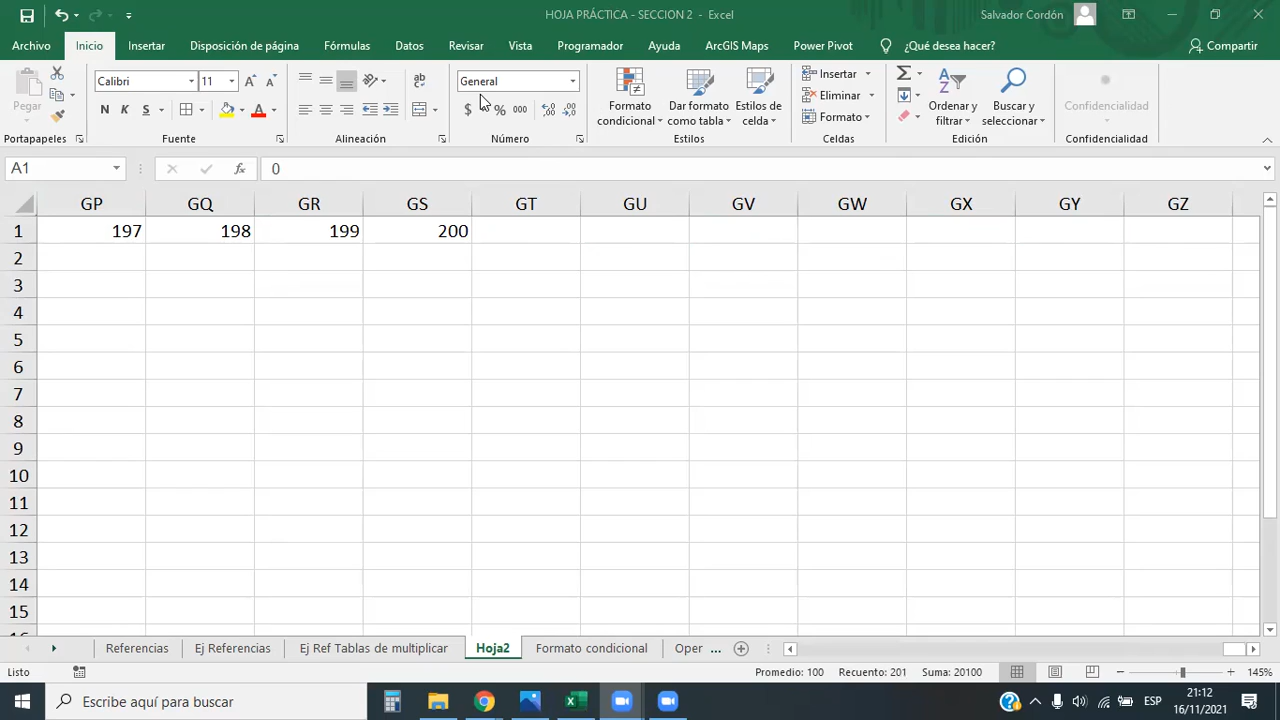 HOJA PRÁCTICA - SECCION 2 - Excel
Salvador Cordón
Archivo Inicio Insertar Disposición de página Fórmulas Datos Revisar Vista Programador Ayuda ArcGIS Maps Power Pivot ¿Qué desea hacer? Compartir
Pegar
Calibri 11
N K S
ab
General
$ % 000
Formato condicional
Dar formato como tabla
Estilos de celda
Insertar
Eliminar
Formato
Ordenar y filtrar
Buscar y seleccionar
Confidencialidad
Portapapeles Fuente Alineación Número Estilos Celdas Edición Confidencialidad
A1 fx 0
GP GQ GR GS GT GU GV GW GX GY GZ
1 197 198 199 200
2
3
4
5
6
7
8
9
10
11
12
13
14
15
Referencias Ej Referencias Ej Ref Tablas de multiplicar Hoja2 Formato condicional Oper ...
Listo Promedio: 100 Recuento: 201 Suma: 20100 145%
Escribe aquí para buscar ESP 21:12
16/11/2021